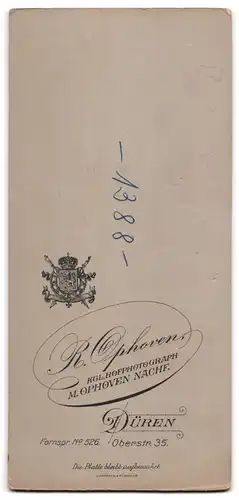 - 1388 -
R. Ophoven,
KGL. HOFPHOTOGRAPH
M. OPHOVEN NACHF.
DÜREN
Fernspr. No 526. Oberstr. 35.
Die Platte bleibt aufbewahrt.